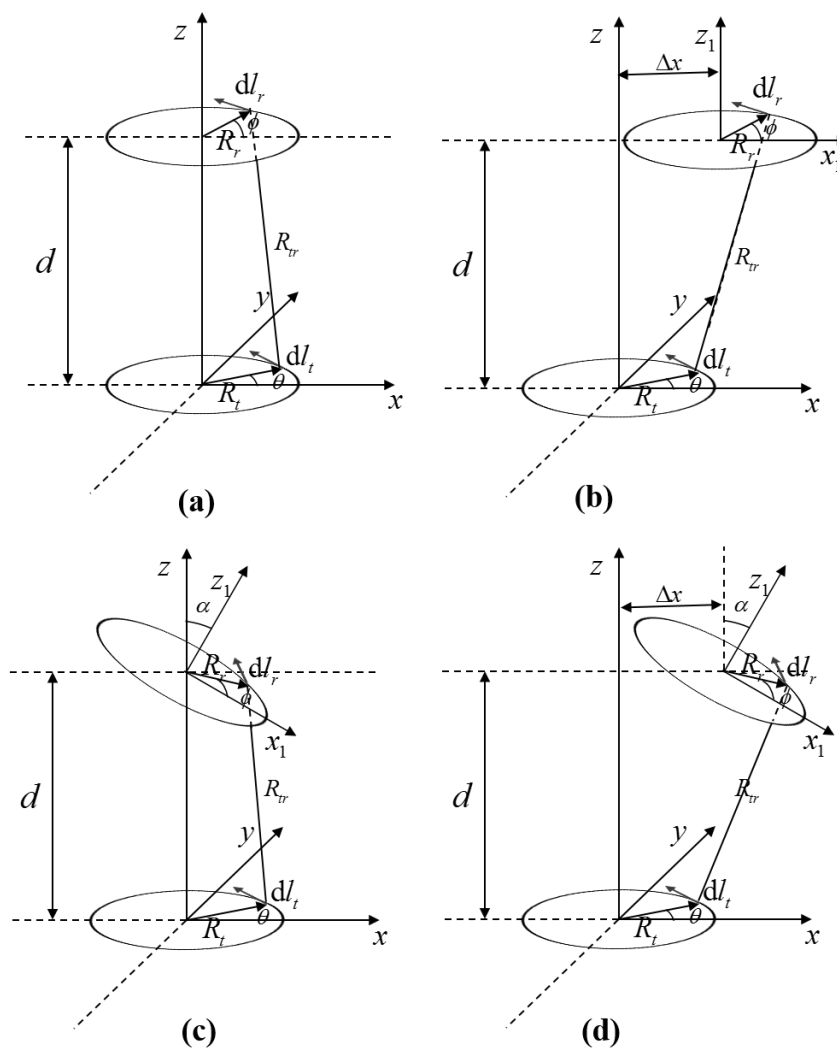 z
dl_r
ϕ
R_r
d
R_tr
y
dl_t
θ
R_t
x
(a)
z
z_1
Δx
dl_r
ϕ
R_r
x_1
d
R_tr
y
dl_t
θ
R_t
x
(b)
z
z_1
α
R_r
dl_r
ϕ
x_1
d
R_tr
y
dl_t
θ
R_t
x
(c)
z
z_1
Δx
α
R_r
dl_r
ϕ
x_1
d
R_tr
y
dl_t
θ
R_t
x
(d)